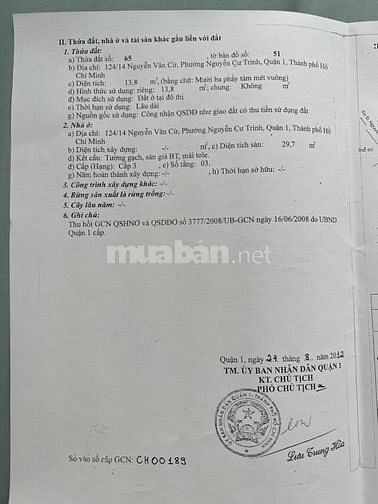 II. Thửa đất, nhà ở và tài sản khác gắn liền với đất
1. Thửa đất:
a) Thửa đất số: 65 , tờ bản đồ số: 51
b) Địa chỉ: 124/14 Nguyễn Văn Cừ, Phường Nguyễn Cư Trinh, Quận 1, Thành phố Hồ
Chí Minh
c) Diện tích: 13,8 m², (bằng chữ: Mười ba phẩy tám mét vuông)
d) Hình thức sử dụng: riêng: 13,8 m²; chung: Không m²
đ) Mục đích sử dụng: Đất ở tại đô thị
e) Thời hạn sử dụng: Lâu dài
g) Nguồn gốc sử dụng: Công nhận QSDĐ như giao đất có thu tiền sử dụng đất
2. Nhà ở:
a) Địa chỉ: 124/14 Nguyễn Văn Cừ, Phường Nguyễn Cư Trinh, Quận 1, Thành phố Hồ
Chí Minh
b) Diện tích xây dựng: -/- m², c) Diện tích sàn: 29,7 m²
d) Kết cấu: Tường gạch, sàn giả BT, mái tole.
đ) Cấp (Hạng): Cấp 3 , e) Số tầng: 03.
g) Năm hoàn thành xây dựng: -/- , h) Thời hạn sở hữu: -/-
3. Công trình xây dựng khác: -/-
4. Rừng sản xuất là rừng trồng: -/-
5. Cây lâu năm: -/-
6. Ghi chú:
Thu hồi GCN QSHNƠ và QSDĐƠ số 3777/2008/UB-GCN ngày 16/06/2008 do UBND
Quận 1 cấp.
muaban.net
Quận 1, ngày 24 tháng 8 năm 2012
TM. ỦY BAN NHÂN DÂN QUẬN 1
KT. CHỦ TỊCH
PHÓ CHỦ TỊCH
Lưu Trung Hòa
Số vào sổ cấp GCN: CH00189